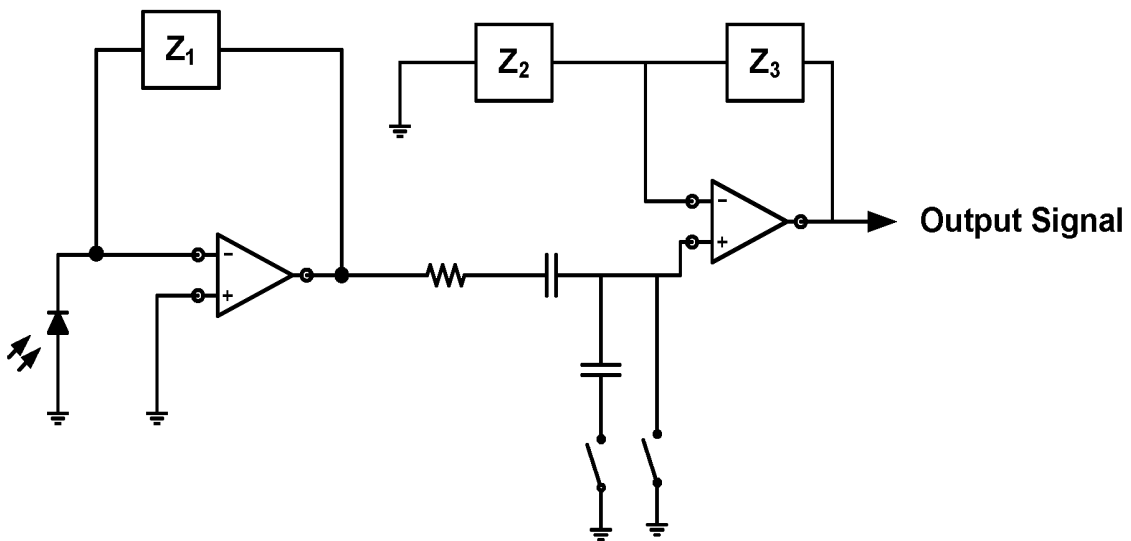 Z₁
Z₂
Z₃
−
+
−
+
Output Signal